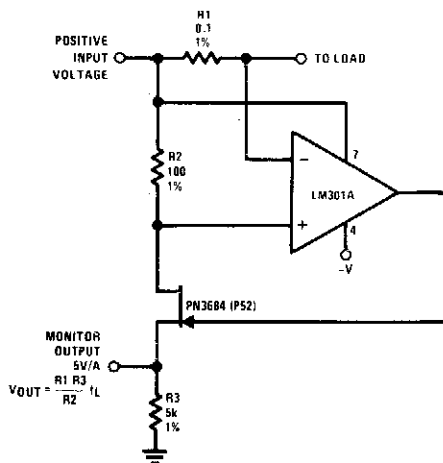 R1
0.1
1%
POSITIVE
INPUT
VOLTAGE
TO LOAD
R2
100
1%
7
−
LM301A
+
4
−V
PN3684 (P52)
MONITOR
OUTPUT
5V/A
VOUT = R1 R3 / R2 IL
R3
5k
1%